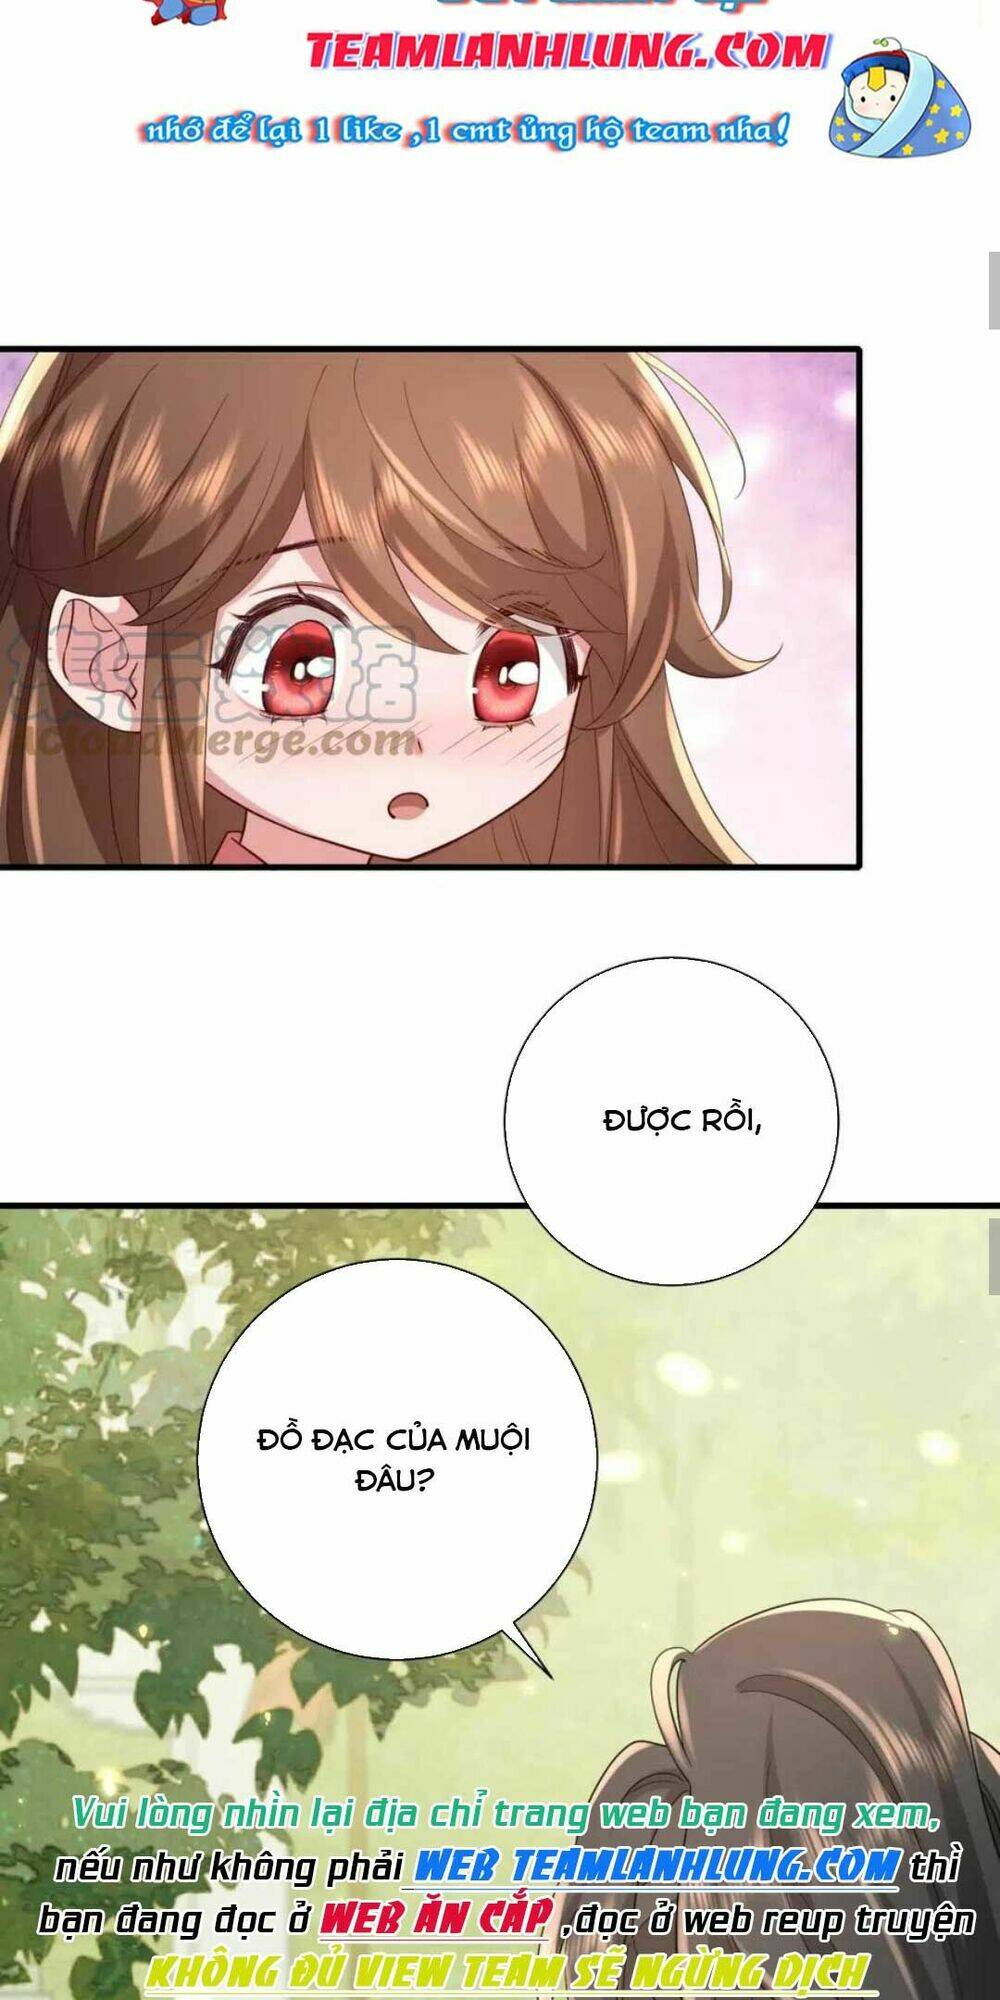 TEAMLANHLUNG.COM
nhớ để lại 1 like ,1 cmt ủng hộ team nha!
iCloudMerge.com
ĐƯỢC RỒI,
ĐỒ ĐẠC CỦA MUỘI
ĐÂU?
Vui lòng nhìn lại địa chỉ trang web bạn đang xem,
nếu như không phải WEB TEAMLANHLUNG.COM thì
bạn đang đọc ở WEB ĂN CẮP ,đọc ở web reup truyện
KHÔNG ĐỦ VIEW TEAM SẼ NGỪNG DỊCH